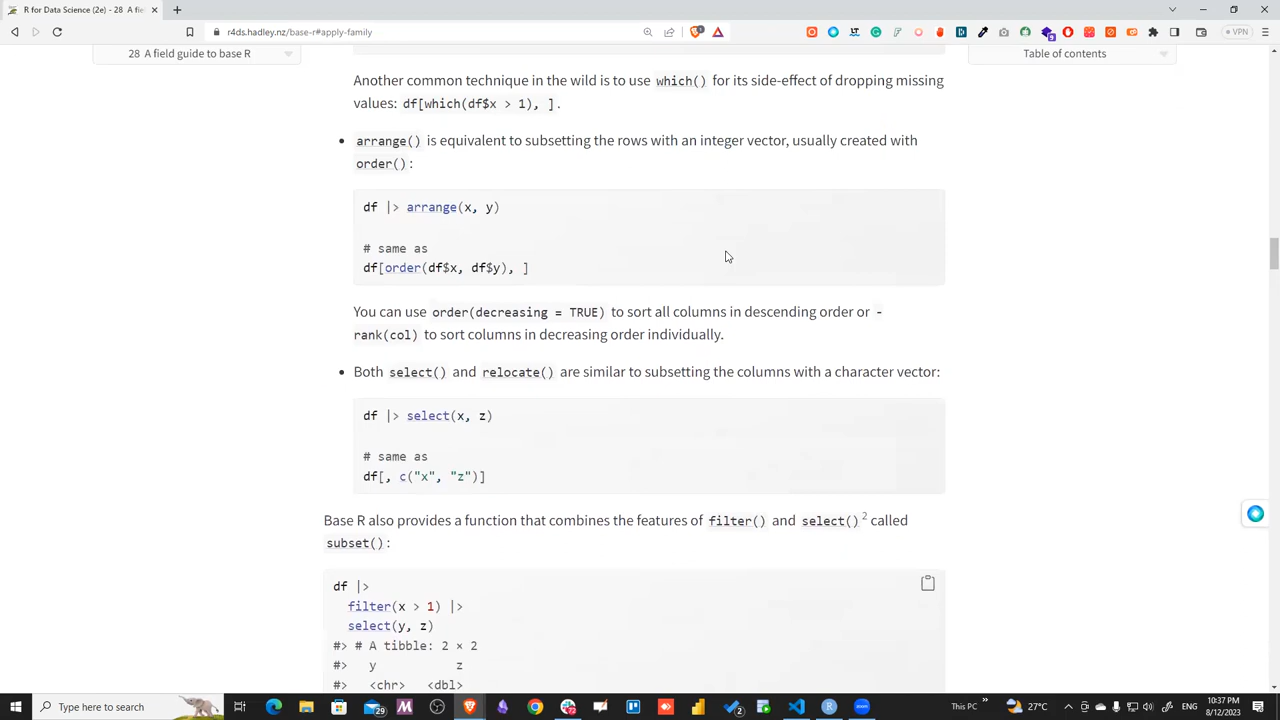 R for Data Science (2e) - 28 A fiel
r4ds.hadley.nz/base-r#apply-family
VPN
28 A field guide to base R
Table of contents
Another common technique in the wild is to use which() for its side-effect of dropping missing
values: df[which(df$x > 1), ].
arrange() is equivalent to subsetting the rows with an integer vector, usually created with
order():
df |> arrange(x, y)
# same as
df[order(df$x, df$y), ]
You can use order(decreasing = TRUE) to sort all columns in descending order or -
rank(col) to sort columns in decreasing order individually.
Both select() and relocate() are similar to subsetting the columns with a character vector:
df |> select(x, z)
# same as
df[, c("x", "z")]
Base R also provides a function that combines the features of filter() and select()2 called
subset():
df |>
filter(x > 1) |>
select(y, z)
#> # A tibble: 2 × 2
#> y z
#> <chr> <dbl>
Type here to search
29
2
This PC
27°C
10:37 PM
8/12/2023